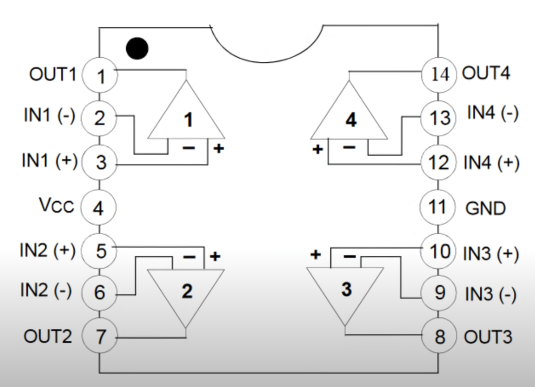 OUT1 1 14 OUT4
IN1 (-) 2 1 4 13 IN4 (-)
− + + −
IN1 (+) 3 12 IN4 (+)
Vcc 4 11 GND
IN2 (+) 5 10 IN3 (+)
− + + −
IN2 (-) 6 2 3 9 IN3 (-)
OUT2 7 8 OUT3